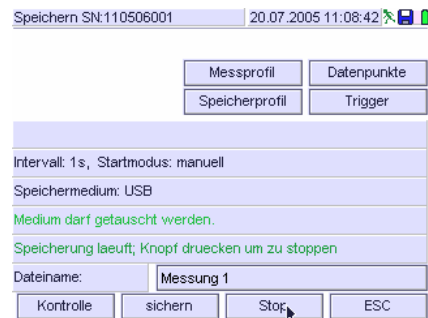 Speichern SN:110506001 20.07.2005 11:08:42
Messprofil Datenpunkte
Speicherprofil Trigger
Intervall: 1s, Startmodus: manuell
Speichermedium: USB
Medium darf getauscht werden.
Speicherung laeuft; Knopf druecken um zu stoppen
Dateiname: Messung 1
Kontrolle sichern Stop ESC